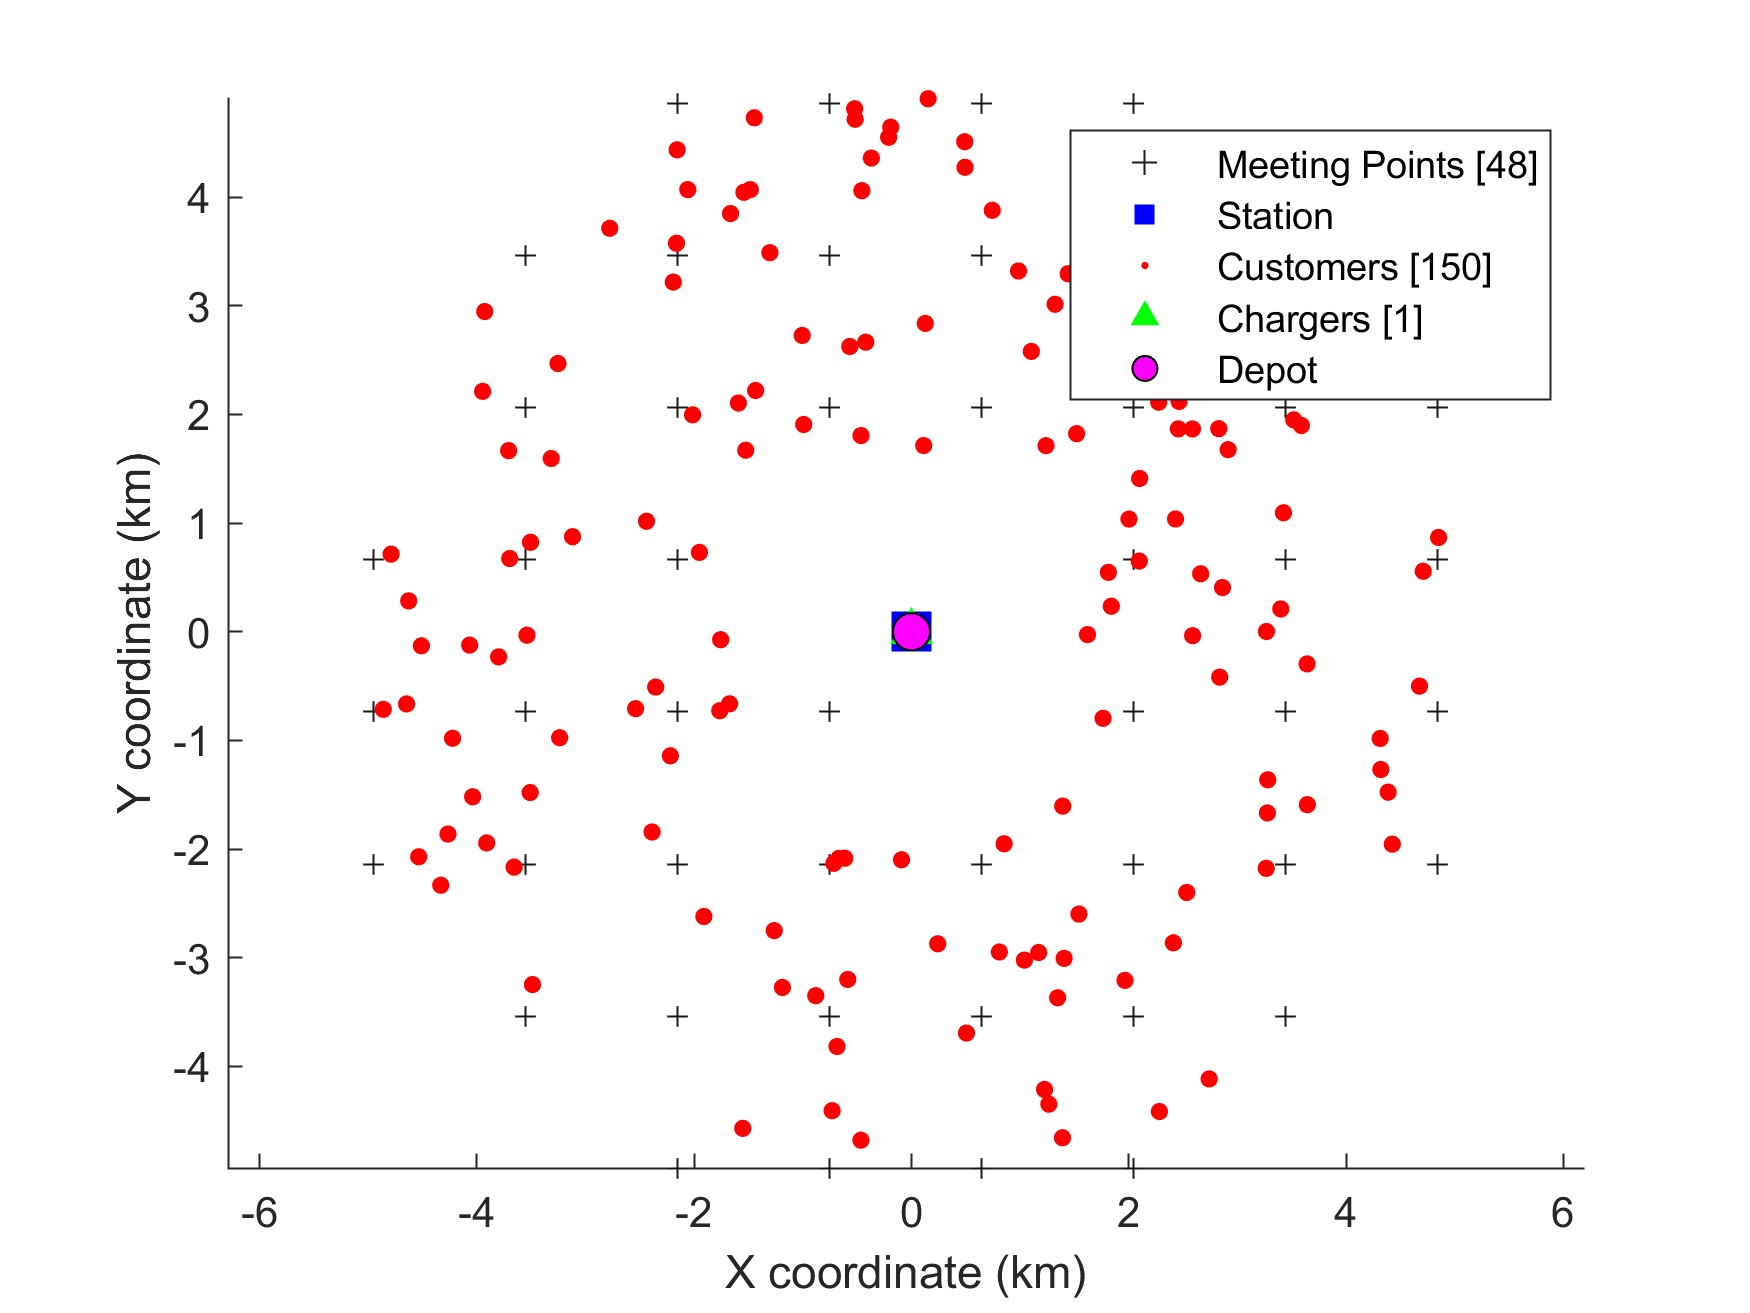 Meeting Points [48]
Station
Customers [150]
Chargers [1]
Depot
4
3
2
1
0
-1
-2
-3
-4
Y coordinate (km)
-6 -4 -2 0 2 4 6
X coordinate (km)